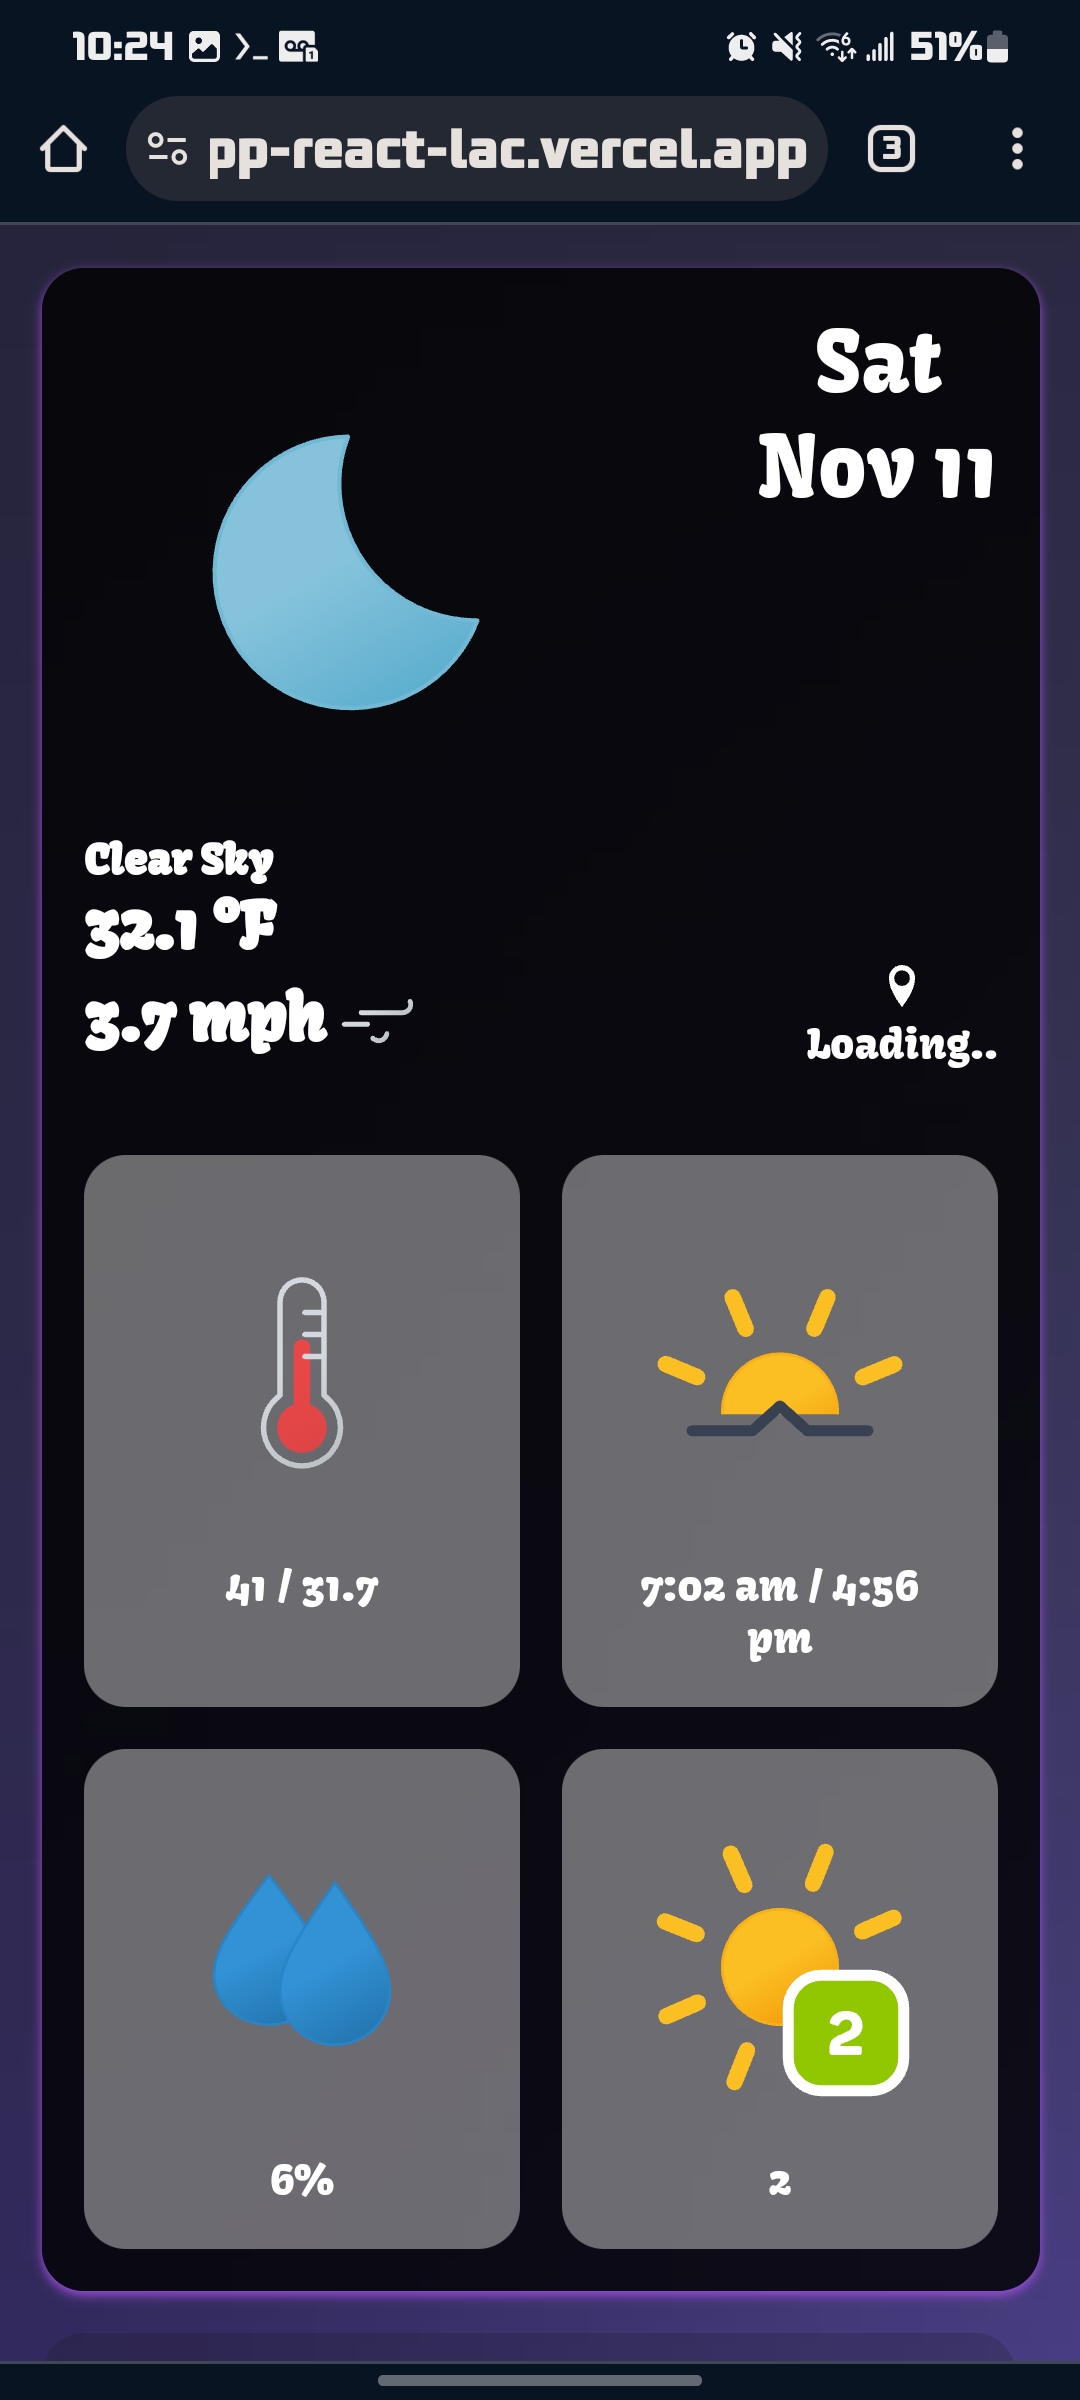 10:24
51%
pp-react-lac.vercel.app
3
Sat
Nov 11
Clear Sky
32.1 °F
3.7 mph
Loading..
41 / 31.7
7:02 am / 4:56
pm
6%
2
2